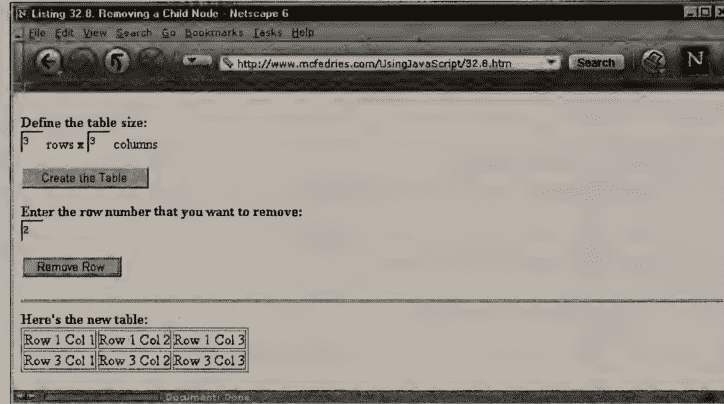 Listing 32.8. Removing a Child Node - Netscape 6
File Edit View Search Go Bookmarks Tasks Help
http://www.mcfedries.com/UsingJavaScript/32.8.htm Search N
Define the table size:
3 rows x 3 columns
Create the Table
Enter the row number that you want to remove:
2
Remove Row
Here's the new table:
Row 1 Col 1 Row 1 Col 2 Row 1 Col 3
Row 3 Col 1 Row 3 Col 2 Row 3 Col 3
Document: Done